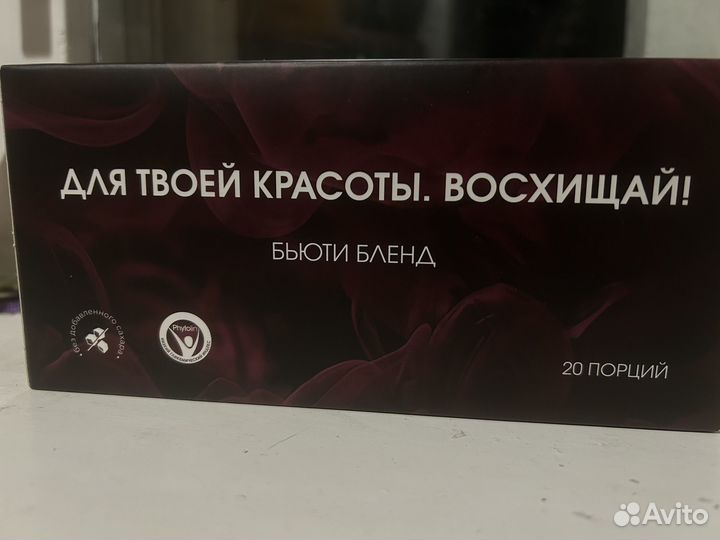 ДЛЯ ТВОЕЙ КРАСОТЫ. ВОСХИЩАЙ!
БЬЮТИ БЛЕНД
• без добавленного сахара •
Phytolin
20 ПОРЦИЙ
Avito